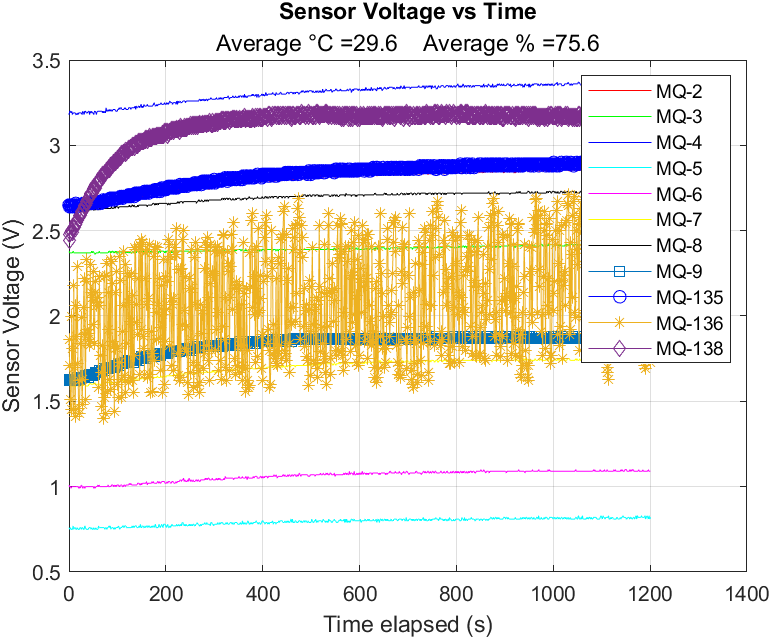 Sensor Voltage vs Time
Average °C =29.6 Average % =75.6
3.5
3
2.5
2
1.5
1
0.5
Sensor Voltage (V)
MQ-2
MQ-3
MQ-4
MQ-5
MQ-6
MQ-7
MQ-8
MQ-9
MQ-135
MQ-136
MQ-138
0 200 400 600 800 1000 1200 1400
Time elapsed (s)